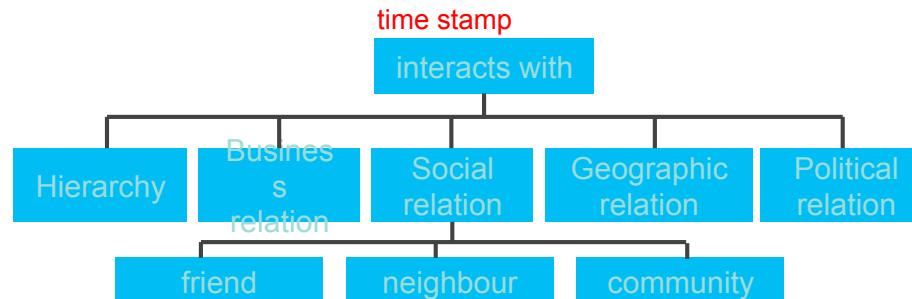 time stamp
interacts with
Hierarchy
Busines
s
relation
Social
relation
Geographic
relation
Political
relation
friend
neighbour
community